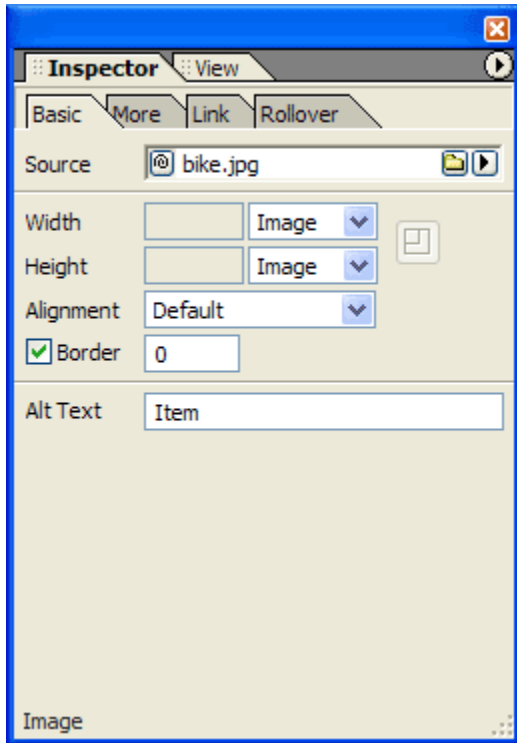 Inspector View
Basic More Link Rollover
Source bike.jpg
Width Image
Height Image
Alignment Default
Border 0
Alt Text Item
Image